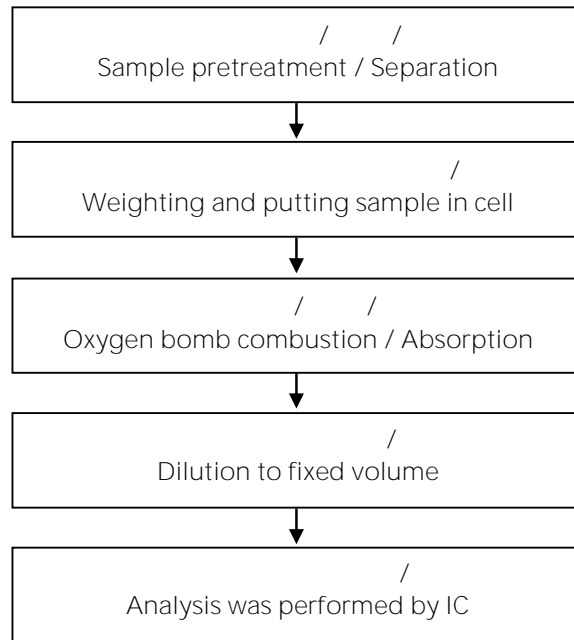 / /
Sample pretreatment / Separation
/
Weighting and putting sample in cell
/ /
Oxygen bomb combustion / Absorption
/
Dilution to fixed volume
/
Analysis was performed by IC